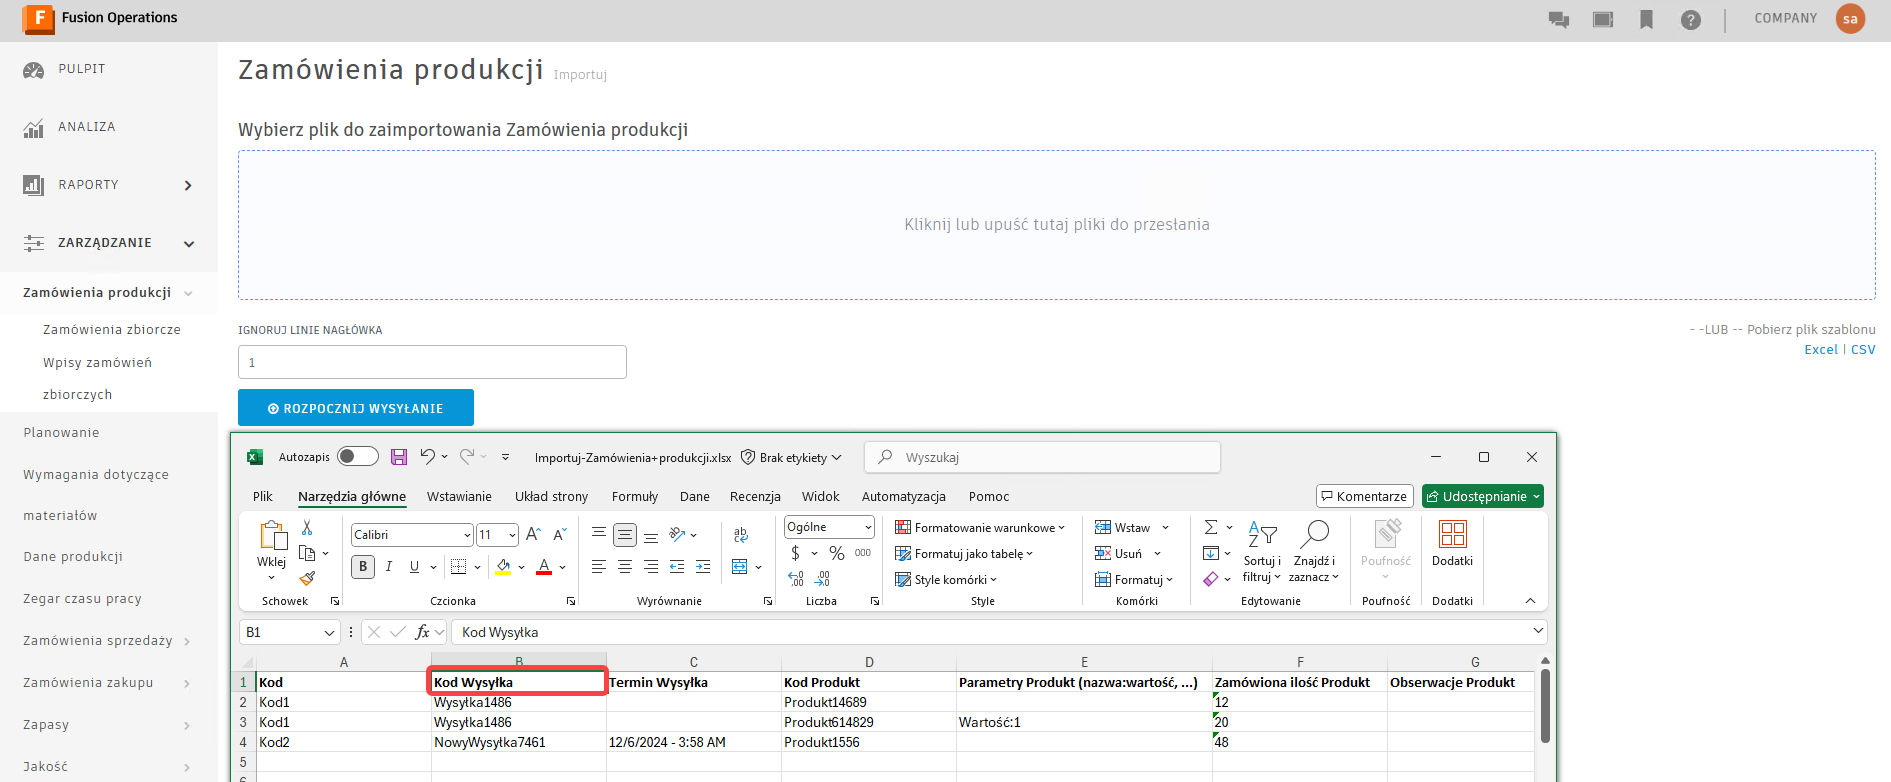 Fusion Operations
COMPANY
sa
PULPIT
ANALIZA
RAPORTY
ZARZĄDZANIE
Zamówienia produkcji
Zamówienia zbiorcze
Wpisy zamówień
zbiorczych
Planowanie
Wymagania dotyczące
materiałów
Dane produkcji
Zegar czasu pracy
Zamówienia sprzedaży
Zamówienia zakupu
Zapasy
Jakość
Zamówienia produkcji Importuj
Wybierz plik do zaimportowania Zamówienia produkcji
Kliknij lub upuść tutaj pliki do przesłania
IGNORUJ LINIE NAGŁÓWKA
1
- -LUB -- Pobierz plik szablonu
Excel | CSV
ROZPOCZNIJ WYSYŁANIE
Autozapis
Importuj-Zamówienia+produkcji.xlsx
Brak etykiety
Wyszukaj
Plik Narzędzia główne Wstawianie Układ strony Formuły Dane Recenzja Widok Automatyzacja Pomoc
Komentarze
Udostępnianie
Wklej
Schowek
Calibri 11
B I U
Czcionka
Wyrównanie
Ogólne
Liczba
Formatowanie warunkowe
Formatuj jako tabelę
Style komórki
Style
Wstaw
Usuń
Formatuj
Komórki
Sortuj i
filtruj
Znajdź i
zaznacz
Edytowanie
Poufność
Poufność
Dodatki
Dodatki
B1
fx
Kod Wysyłka
A B C D E F G
1 Kod Kod Wysyłka Termin Wysyłka Kod Produkt Parametry Produkt (nazwa:wartość, ...) Zamówiona ilość Produkt Obserwacje Produkt
2 Kod1 Wysyłka1486 Produkt14689 12
3 Kod1 Wysyłka1486 Produkt614829 Wartość:1 20
4 Kod2 NowyWysyłka7461 12/6/2024 - 3:58 AM Produkt1556 48
5